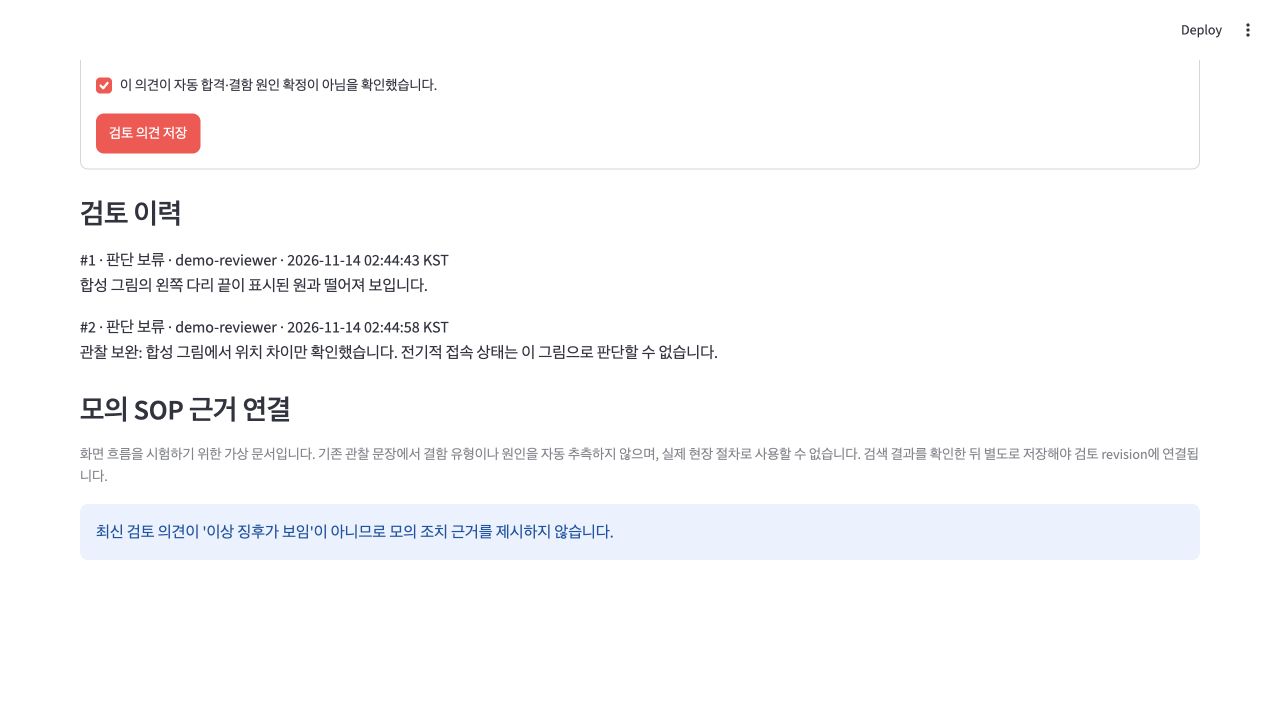 Deploy
이 의견이 자동 합격·결함 원인 확정이 아님을 확인했습니다.
검토 의견 저장
검토 이력
#1 · 판단 보류 · demo-reviewer · 2026-11-14 02:44:43 KST
합성 그림의 왼쪽 다리 끝이 표시된 원과 떨어져 보입니다.
#2 · 판단 보류 · demo-reviewer · 2026-11-14 02:44:58 KST
관찰 보완: 합성 그림에서 위치 차이만 확인했습니다. 전기적 접속 상태는 이 그림으로 판단할 수 없습니다.
모의 SOP 근거 연결
화면 흐름을 시험하기 위한 가상 문서입니다. 기존 관찰 문장에서 결함 유형이나 원인을 자동 추측하지 않으며, 실제 현장 절차로 사용할 수 없습니다. 검색 결과를 확인한 뒤 별도로 저장해야 검토 revision에 연결됩
니다.
최신 검토 의견이 '이상 징후가 보임'이 아니므로 모의 조치 근거를 제시하지 않습니다.